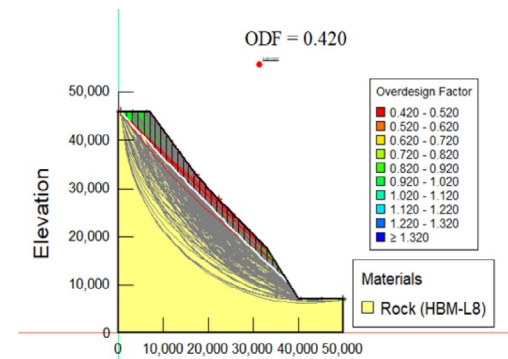 ODF = 0.420
Overdesign Factor
0.420 - 0.520
0.520 - 0.620
0.620 - 0.720
0.720 - 0.820
0.820 - 0.920
0.920 - 1.020
1.020 - 1.120
1.120 - 1.220
1.220 - 1.320
≥ 1.320
Materials
Rock (HBM-L8)
Elevation
50,000
40,000
30,000
20,000
10,000
0
0 10,000 20,000 30,000 40,000 50,000